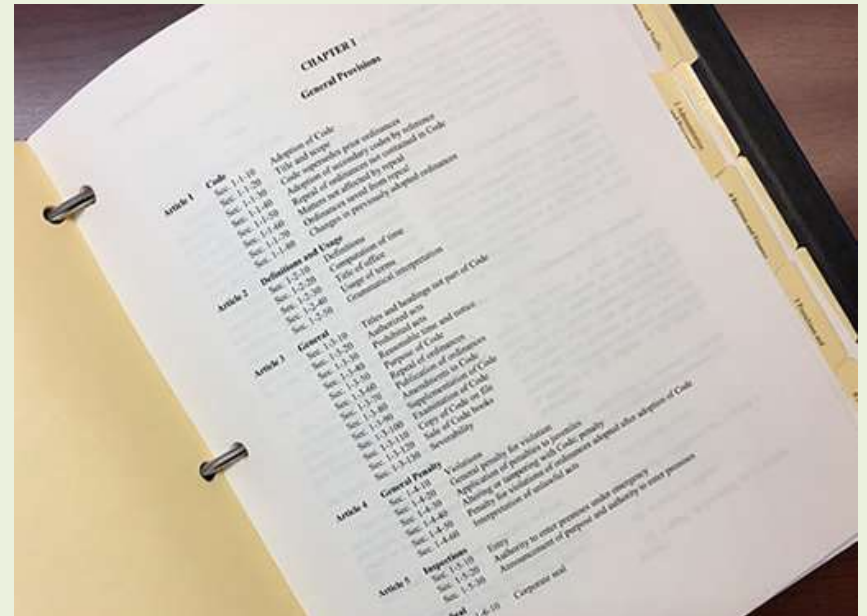 CHAPTER 1
General Provisions
Article 1 Code
Sec. 1-1-10 Adoption of Code
Sec. 1-1-20 Title and scope
Sec. 1-1-30 Code supersedes prior ordinances
Sec. 1-1-40 Adoption of secondary codes by reference
Sec. 1-1-50 Repeal of ordinances not contained in Code
Sec. 1-1-60 Matters not affected by repeal
Sec. 1-1-70 Ordinances saved from repeal
Sec. 1-1-80 Changes in previously adopted ordinances
Article 2 Definitions and Usage
Sec. 1-2-10 Definitions
Sec. 1-2-20 Computation of time
Sec. 1-2-30 Title of office
Sec. 1-2-40 Usage of terms
Sec. 1-2-50 Grammatical interpretation
Article 3 General
Sec. 1-3-10 Titles and headings not part of Code
Sec. 1-3-20 Authorized acts
Sec. 1-3-30 Prohibited acts
Sec. 1-3-40 Reasonable time and notice
Sec. 1-3-50 Purpose of Code
Sec. 1-3-60 Repeal of ordinances
Sec. 1-3-70 Publication of ordinances
Sec. 1-3-80 Amendments to Code
Sec. 1-3-90 Supplementation of Code
Sec. 1-3-100 Examination of Code
Sec. 1-3-110 Copy of Code on file
Sec. 1-3-120 Sale of Code books
Sec. 1-3-130 Severability
Article 4 General Penalty
Sec. 1-4-10 Violations
Sec. 1-4-20 General penalty for violation
Sec. 1-4-30 Application of penalties to juveniles
Sec. 1-4-40 Altering or tampering with Code; penalty
Sec. 1-4-50 Penalty for violations of ordinances adopted after adoption of Code
Sec. 1-4-60 Interpretation of unlawful acts
Article 5 Inspections
Sec. 1-5-10 Entry
Sec. 1-5-20 Authority to enter premises under emergency
Sec. 1-5-30 Announcement of purpose and authority to enter premises
Seal
1-6-10 Corporate seal